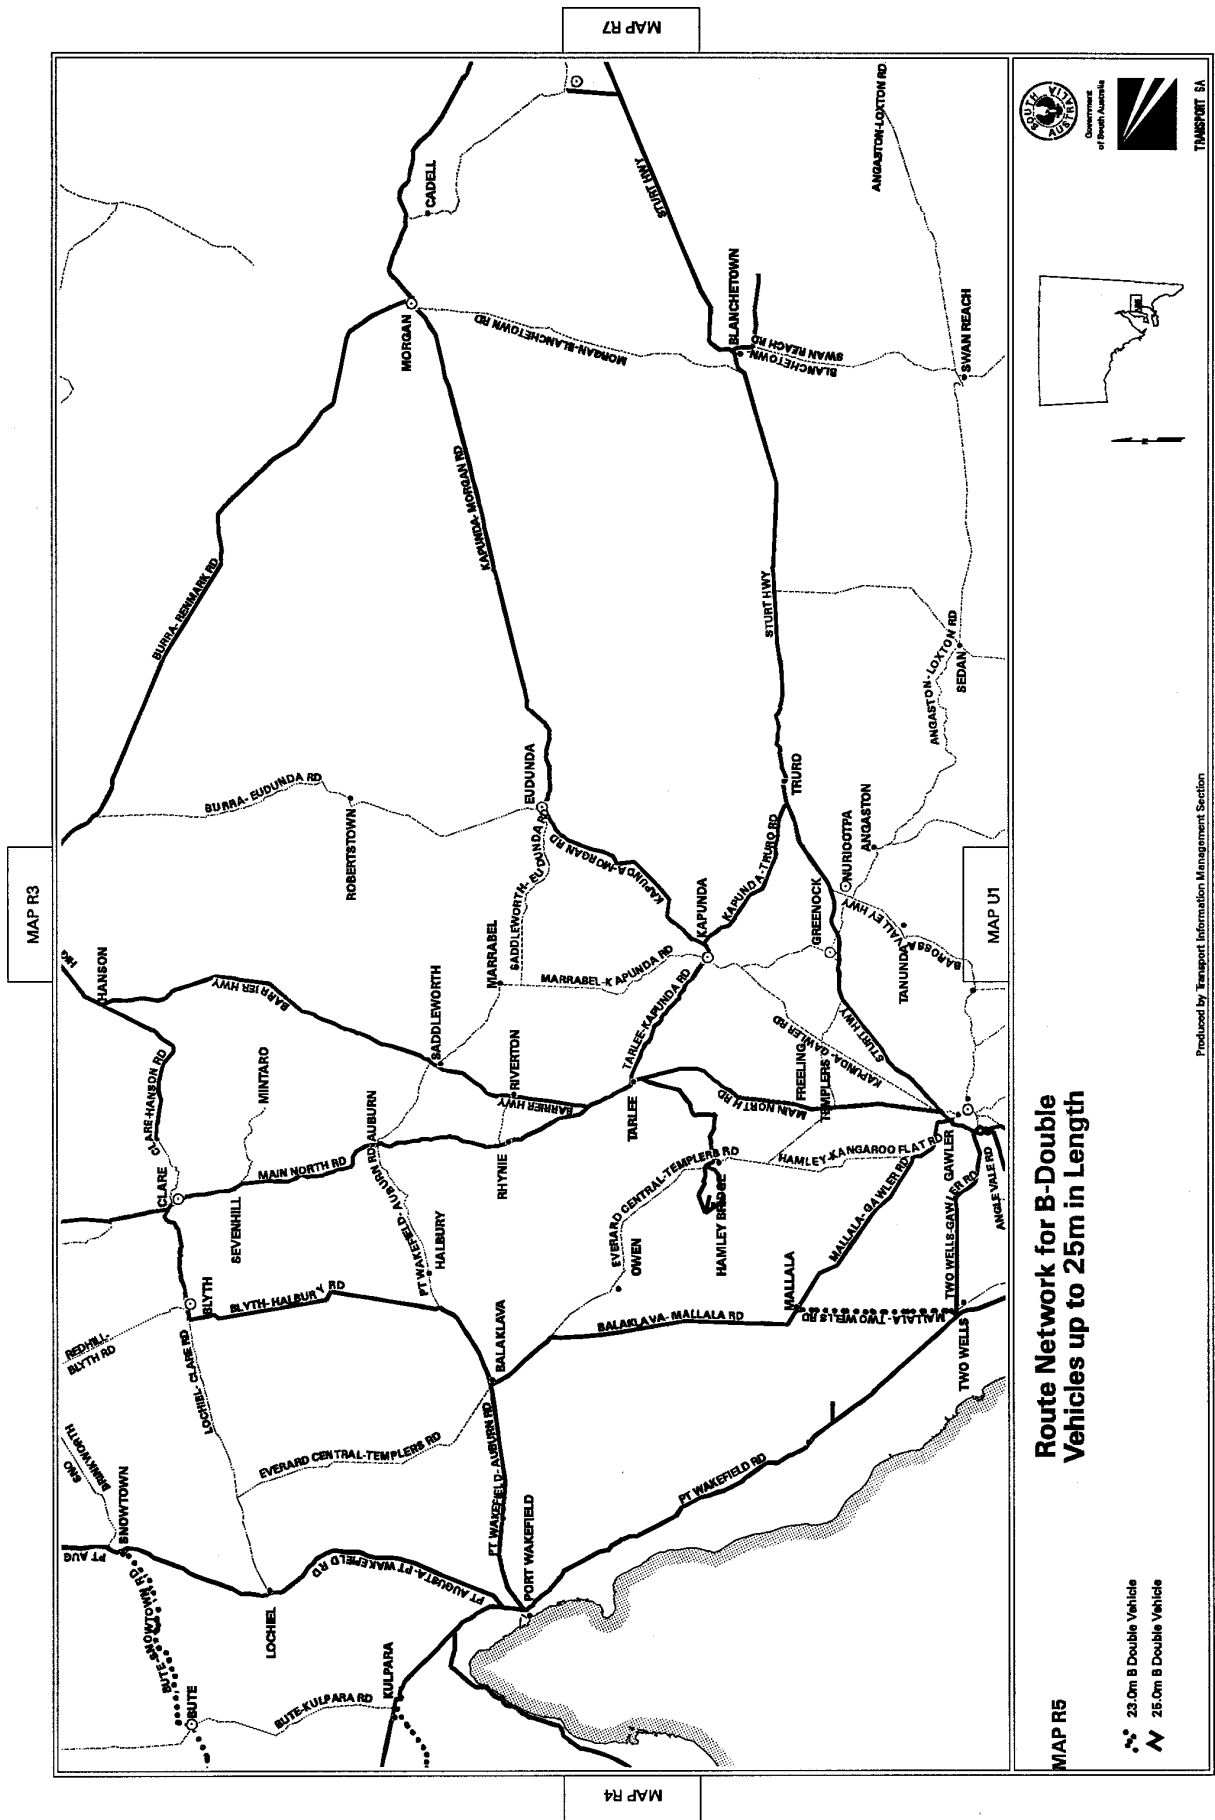 MAP R7
MAP R3
MAP R4
MAP U1
PT AUG
SNOWTOWN
SNO
BRINKWORTH
REDHILL-
BLYTH RD
BUTE-SNOWTOWN RD
BUTE
BUTE-KULPARA RD
KULPARA
LOCHIEL
LOCHIEL- CLARE RD
PT AUGUSTA-PT WAKEFIELD RD
PORT WAKEFIELD
PT WAKEFIELD-AUBURN RD
EVERARD CENTRAL-TEMPLERS RD
PT WAKEFIELD RD
BLYTH
BLYTH-HALBURY RD
CLARE
CLARE-HANSON RD
HANSON
SEVENHILL
MAIN NORTH RD
MINTARO
AUBURN
PT WAKEFIELD-AUBURN RD
HALBURY
BALAKLAVA
BALAKLAVA-MALLALA RD
OWEN
EVERARD CENTRAL-TEMPLERS RD
HAMLEY BRIDGE
MALLALA
MALLALA-TWO WELLS RD
MALLALA-GAWLER RD
TWO WELLS
TWO WELLS-GAWLER RD
HAMLEY-KANGAROO FLAT RD
GAWLER
ANGLE VALE RD
RHYNIE
RIVERTON
BARRIER HWY
BARRIER HWY
SADDLEWORTH
MARRABEL
SADDLEWORTH-EUDUNDA RD
MARRABEL-KAPUNDA RD
TARLEE
TARLEE-KAPUNDA RD
MAIN NORTH RD
FREELING
TEMPLERS
KAPUNDA-GAWLER RD
STURT HWY
KAPUNDA
KAPUNDA-MORGAN RD
KAPUNDA-TRURO RD
GREENOCK
NURIOOTPA
ANGASTON
TANUNDA
BAROSSA VALLEY HWY
TRURO
EUDUNDA
ROBERTSTOWN
BURRA-EUDUNDA RD
BURRA-RENMARK RD
KAPUNDA-MORGAN RD
STURT HWY
ANGASTON-LOXTON RD
SEDAN
MORGAN
MORGAN-BLANCHETOWN RD
CADELL
BLANCHETOWN
BLANCHETOWN
SWAN REACH RD
SWAN REACH
STURT HWY
ANGASTON-LOXTON RD
MAP R5
Route Network for B-Double
Vehicles up to 25m in Length
23.0m B Double Vehicle
25.0m B Double Vehicle
Produced by Transport Information Management Section
SOUTH AUSTRALIA
Government
of South Australia
TRANSPORT SA